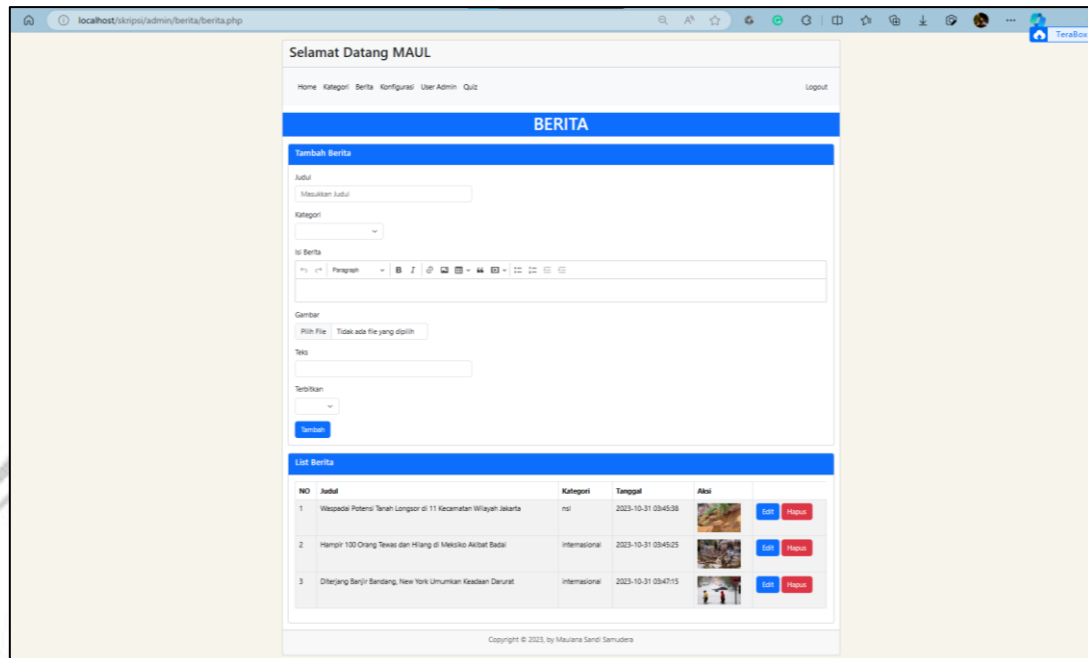 localhost/skripsi/admin/berita/berita.php
TeraBox
Selamat Datang MAUL
Home Kategori Berita Konfigurasi User Admin Quiz Logout
BERITA
Tambah Berita
Judul
Masukkan Judul
Kategori
Isi Berita
Paragraph B I
Gambar
Pilih File Tidak ada file yang dipilih
Teks
Terbitkan
Tambah
List Berita
NO Judul Kategori Tanggal Aksi
1 Waspadai Potensi Tanah Longsor di 11 Kecamatan Wilayah Jakarta nsi 2023-10-31 03:45:38 Edit Hapus
2 Hampir 100 Orang Tewas dan Hilang di Meksiko Akibat Badai internasional 2023-10-31 03:45:25 Edit Hapus
3 Diterjang Banjir Bandang, New York Umumkan Keadaan Darurat internasional 2023-10-31 03:47:15 Edit Hapus
Copyright © 2023, by Maulana Sandi Samudera